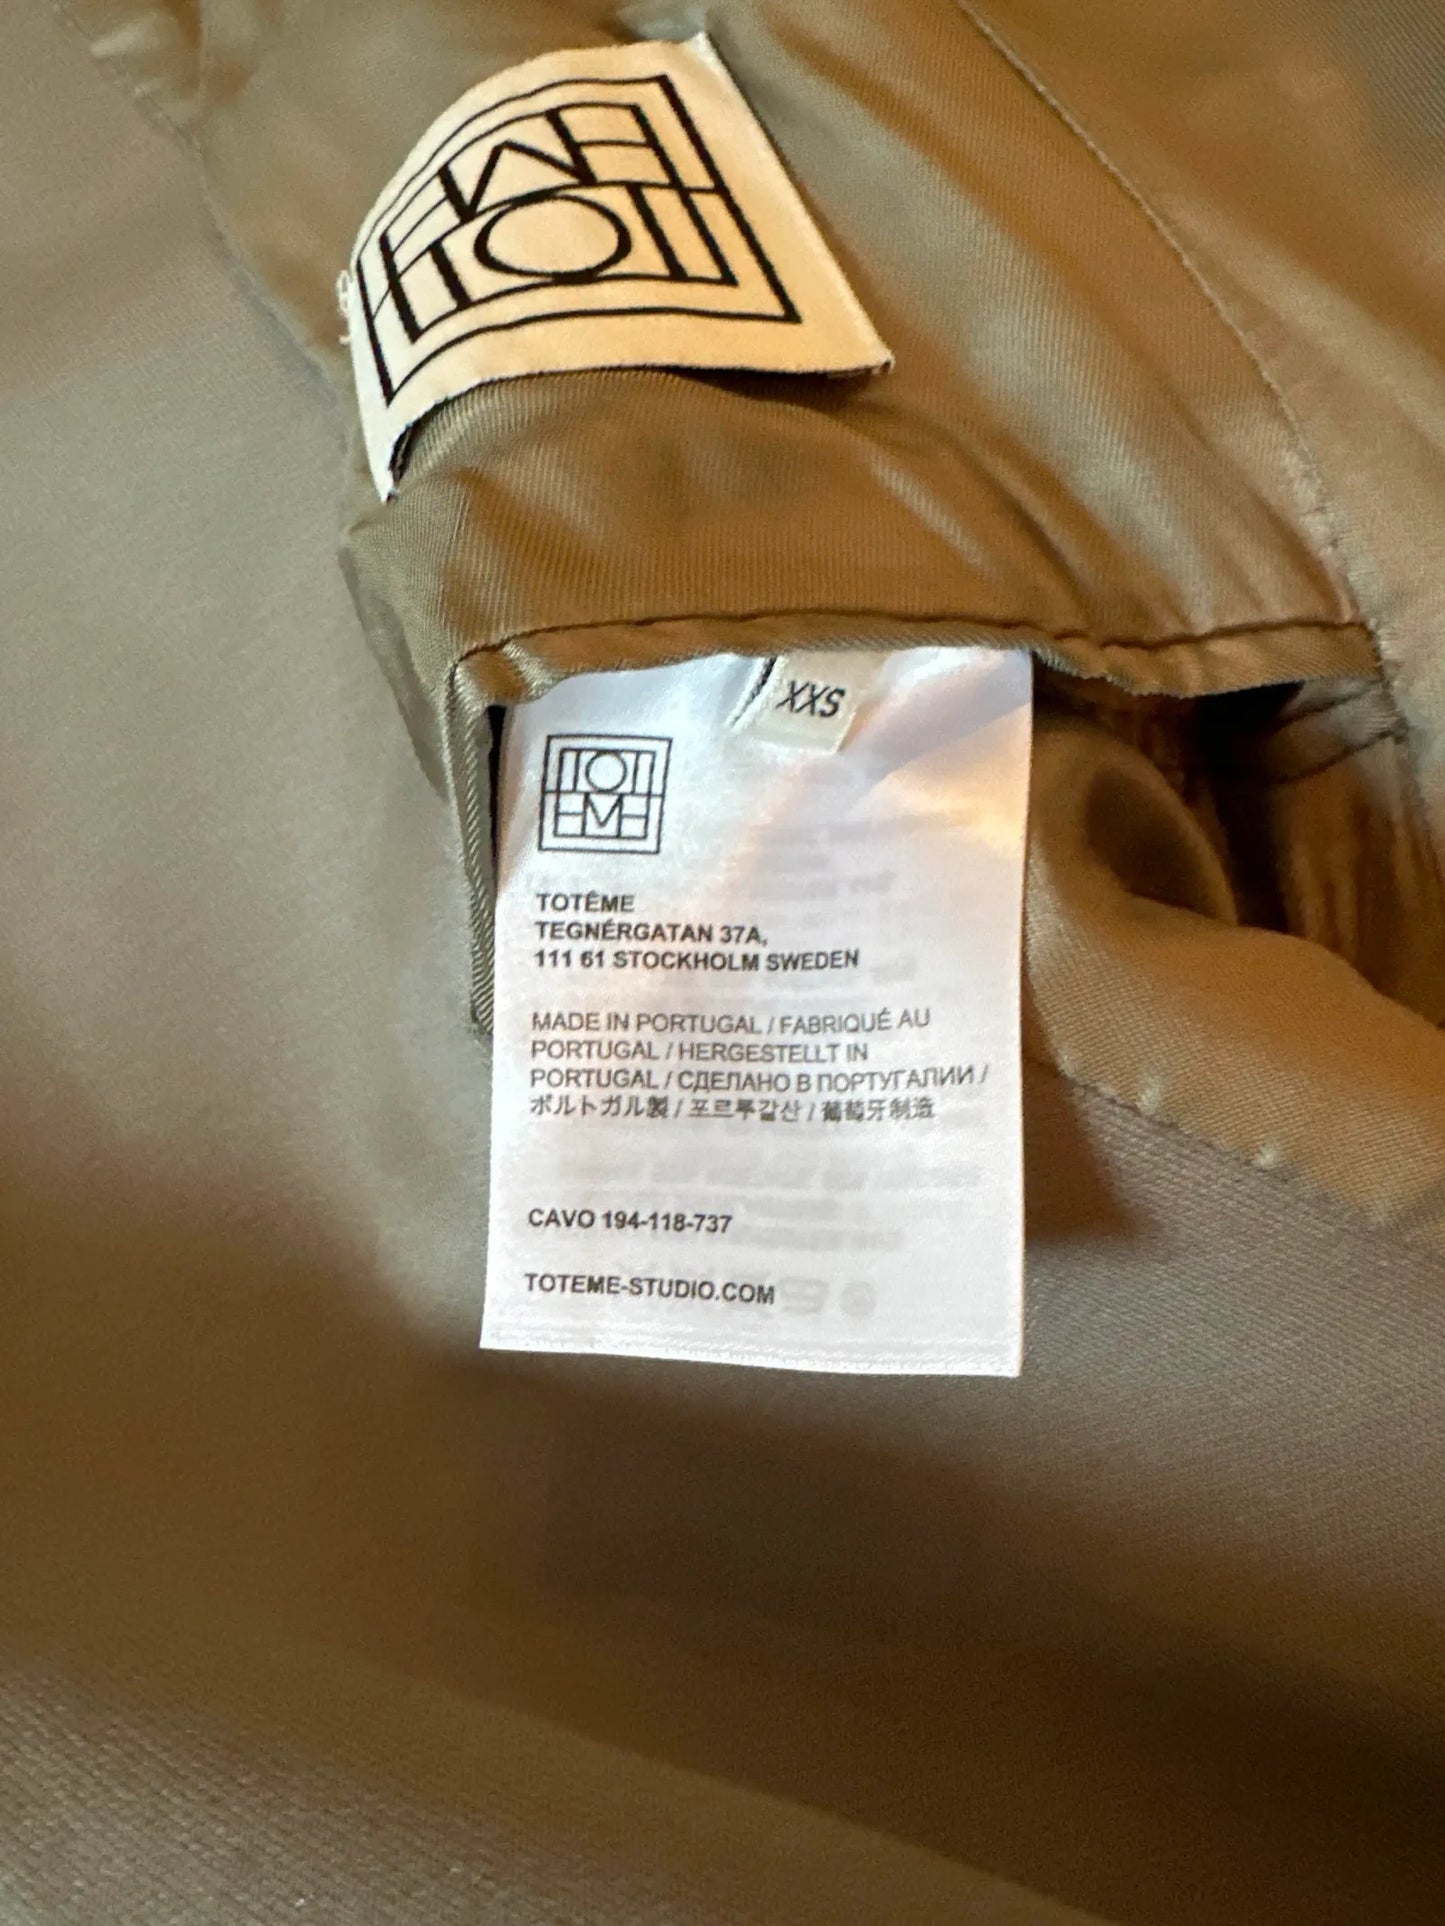 TOTEME
XXS
TOTEME
TOTÊME
TEGNÉRGATAN 37A,
111 61 STOCKHOLM SWEDEN
MADE IN PORTUGAL / FABRIQUÉ AU
PORTUGAL / HERGESTELLT IN
PORTUGAL / СДЕЛАНО В ПОРТУГАЛИИ /
ポルトガル製 / 포르투갈산 / 葡萄牙制造
CAVO 194-118-737
TOTEME-STUDIO.COM